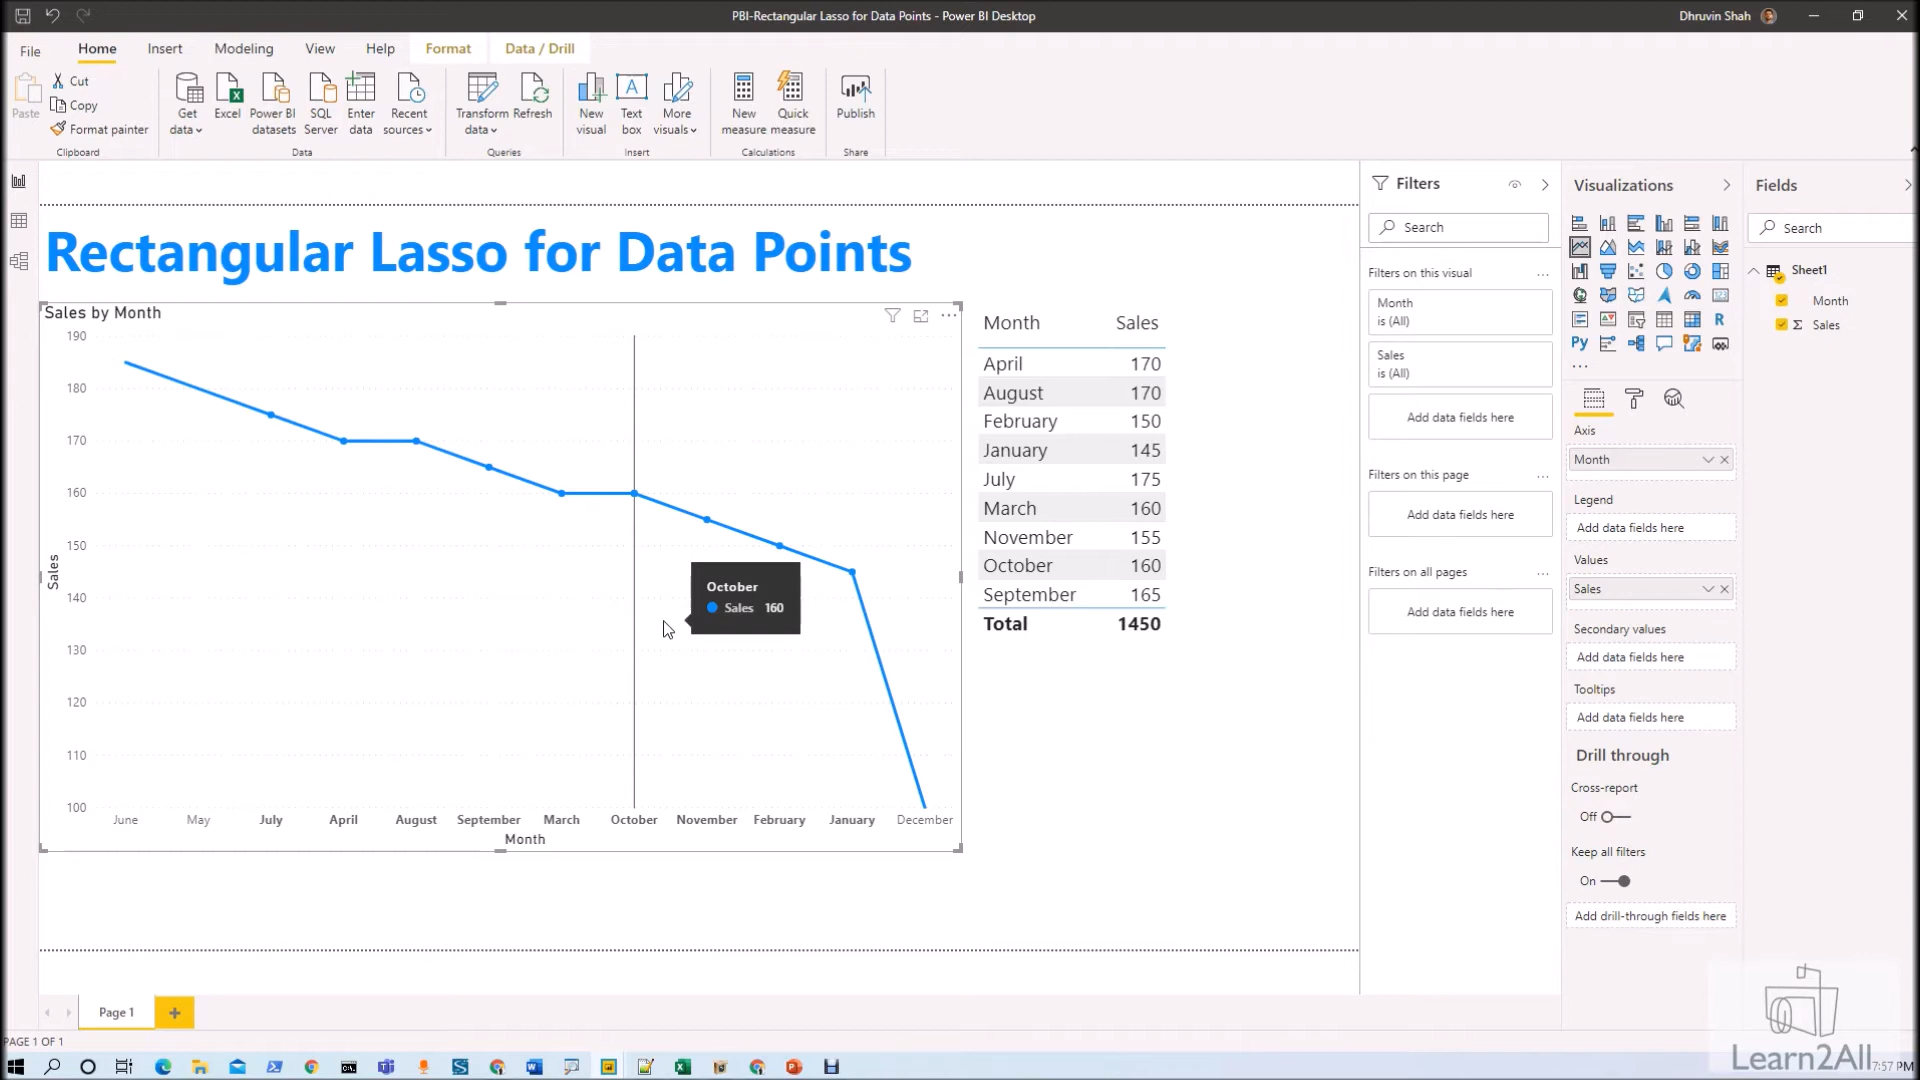 PBI-Rectangular Lasso for Data Points - Power BI Desktop
Dhruvin Shah
File
Home
Insert
Modeling
View
Help
Format
Data / Drill
Paste
Cut
Copy
Format painter
Clipboard
Get data
Excel
Power BI datasets
SQL Server
Enter data
Recent sources
Data
Transform data
Refresh
Queries
New visual
Text box
More visuals
Insert
New measure
Quick measure
Calculations
Publish
Share
Rectangular Lasso for Data Points
Sales by Month
190
180
170
160
150
140
130
120
110
100
Sales
October
Sales 160
June May July April August September March October November February January December
Month
Month Sales
April 170
August 170
February 150
January 145
July 175
March 160
November 155
October 160
September 165
Total 1450
Filters
Search
Filters on this visual
Month
is (All)
Sales
is (All)
Add data fields here
Filters on this page
Add data fields here
Filters on all pages
Add data fields here
Visualizations
R
Py
Axis
Month
Legend
Add data fields here
Values
Sales
Secondary values
Add data fields here
Tooltips
Add data fields here
Drill through
Cross-report
Off
Keep all filters
On
Add drill-through fields here
Fields
Search
Sheet1
Month
Σ Sales
Page 1
PAGE 1 OF 1
Learn2All
7:57 PM